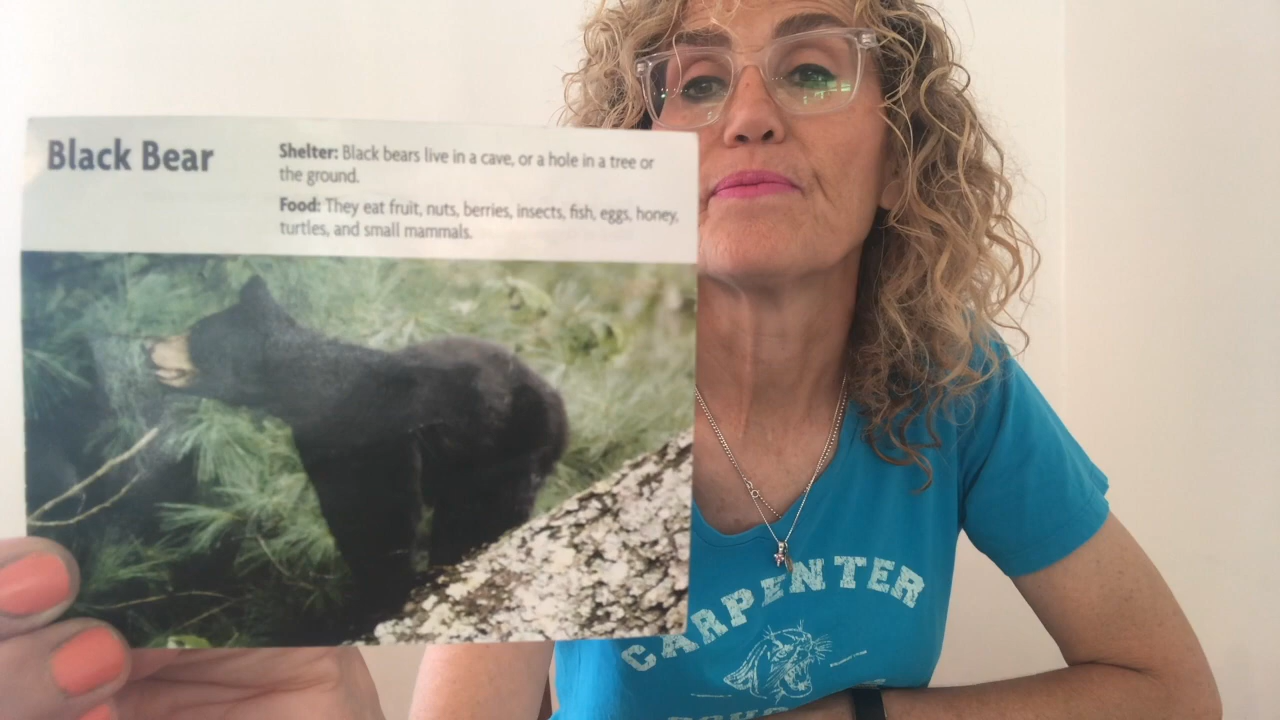 Black Bear
Shelter: Black bears live in a cave, or a hole in a tree or
the ground.
Food: They eat fruit, nuts, berries, insects, fish, eggs, honey,
turtles, and small mammals.
CARPENTER